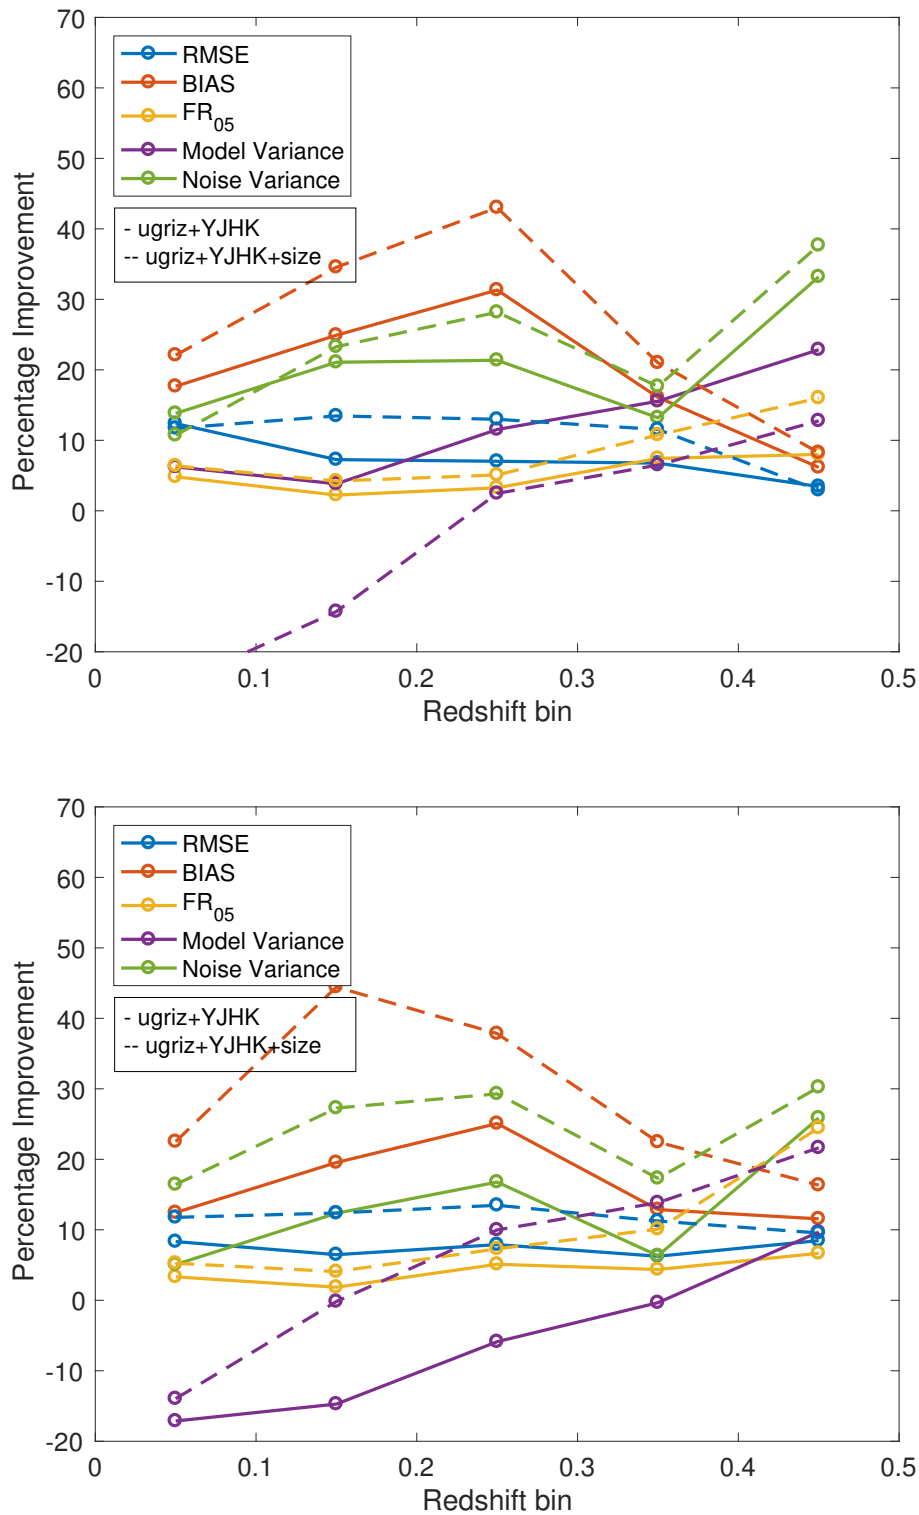 70
60
50
40
30
20
10
0
-10
-20
Percentage Improvement
RMSE
BIAS
FR05
Model Variance
Noise Variance
- ugriz+YJHK
-- ugriz+YJHK+size
0 0.1 0.2 0.3 0.4 0.5
Redshift bin
70
60
50
40
30
20
10
0
-10
-20
Percentage Improvement
RMSE
BIAS
FR05
Model Variance
Noise Variance
- ugriz+YJHK
-- ugriz+YJHK+size
0 0.1 0.2 0.3 0.4 0.5
Redshift bin